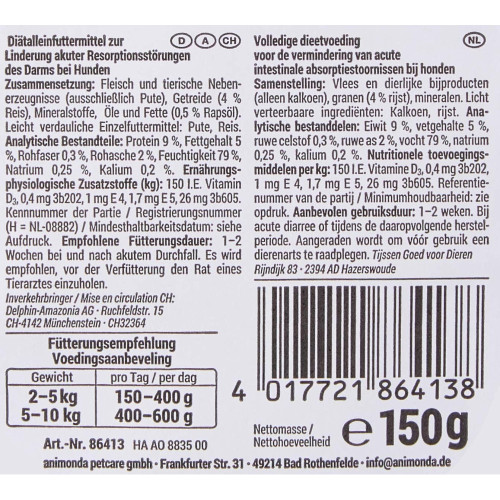 Diätalleinfuttermittel zur D A CH
Linderung akuter Resorptionsstörungen
des Darms bei Hunden
Zusammensetzung: Fleisch und tierische Neben-
erzeugnisse (ausschließlich Pute), Getreide (4 %
Reis), Mineralstoffe, Öle und Fette (0,5 % Rapsöl).
Leicht verdauliche Einzelfuttermittel: Pute, Reis.
Analytische Bestandteile: Protein 9 %, Fettgehalt 5
%, Rohfaser 0,3 %, Rohasche 2 %, Feuchtigkeit 79 %,
Natrium 0,25 %, Kalium 0,2 %. Ernährungs-
physiologische Zusatzstoffe (kg): 150 I.E. Vitamin
D₃, 0,4 mg 3b202, 1 mg E 4, 1,7 mg E 5, 26 mg 3b605.
Kennnummer der Partie / Registrierungsnummer
(H = NL-08882) / Mindesthaltbarkeitsdatum: siehe
Aufdruck. Empfohlene Fütterungsdauer: 1–2
Wochen bei und nach akutem Durchfall. Es wird
empfohlen, vor der Verfütterung den Rat eines
Tierarztes einzuholen.
Inverkehrbringer / Mise en circulation CH:
Delphin-Amazonia AG · Ruchfeldstr. 15
CH-4142 Münchenstein · CH32364
Fütterungsempfehlung
Voedingsaanbeveling
Gewicht pro Tag / per dag
2–5 kg 150–400 g
5–10 kg 400–600 g
Art.-Nr. 86413 HA AO 8835 00
Volledige dieetvoeding NL
voor de vermindering van acute
intestinale absorptiestoornissen bij honden
Samenstelling: Vlees en dierlijke bijproducten
(alleen kalkoen), granen (4 % rijst), mineralen. Licht
verteerbare ingrediënten: Kalkoen, rijst. Ana-
lytische bestanddelen: Eiwit 9 %, vetgehalte 5 %,
ruwe celstof 0,3 %, ruwe as 2 %, vocht 79 %, natrium
0,25 %, kalium 0,2 %. Nutritionele toevoegings-
middelen per kg: 150 I.E. Vitamine D₃, 0,4 mg 3b202,
1 mg E 4, 1,7 mg E 5, 26 mg 3b605. Referentie-
nummer van de partij / Minimumhoudbaarheid: zie
opdruk. Aanbevolen gebruiksduur: 1–2 weken. Bij
acute diarree of tijdens de daaropvolgende herstel-
periode. Aangeraden wordt om vóór gebruik een
dierenarts te raadplegen. Tijssen Goed voor Dieren
Rijndijk 83 · 2394 AD Hazerswoude
4 017721 864138
Nettomasse /
Nettohoeveelheid e 150g
animonda petcare gmbh · Frankfurter Str. 31 · 49214 Bad Rothenfelde · info@animonda.de